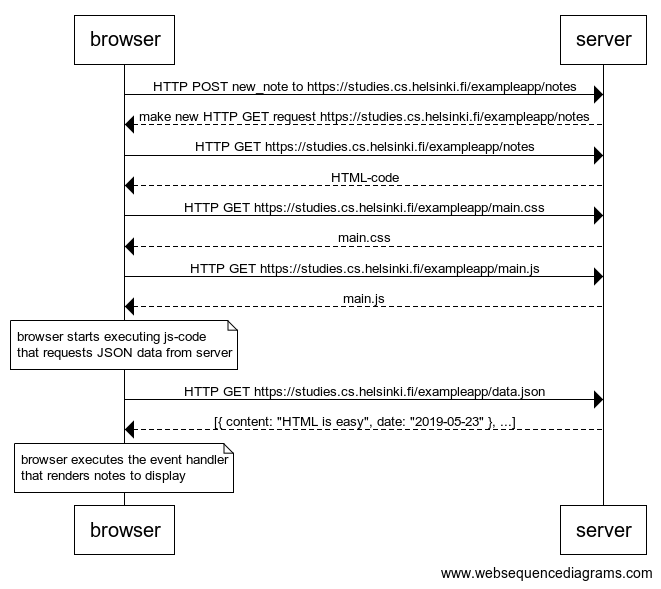 browser
server
HTTP POST new_note to https://studies.cs.helsinki.fi/exampleapp/notes
make new HTTP GET request https://studies.cs.helsinki.fi/exampleapp/notes
HTTP GET https://studies.cs.helsinki.fi/exampleapp/notes
HTML-code
HTTP GET https://studies.cs.helsinki.fi/exampleapp/main.css
main.css
HTTP GET https://studies.cs.helsinki.fi/exampleapp/main.js
main.js
browser starts executing js-code
that requests JSON data from server
HTTP GET https://studies.cs.helsinki.fi/exampleapp/data.json
[{ content: "HTML is easy", date: "2019-05-23" }, ...]
browser executes the event handler
that renders notes to display
browser
server
www.websequencediagrams.com